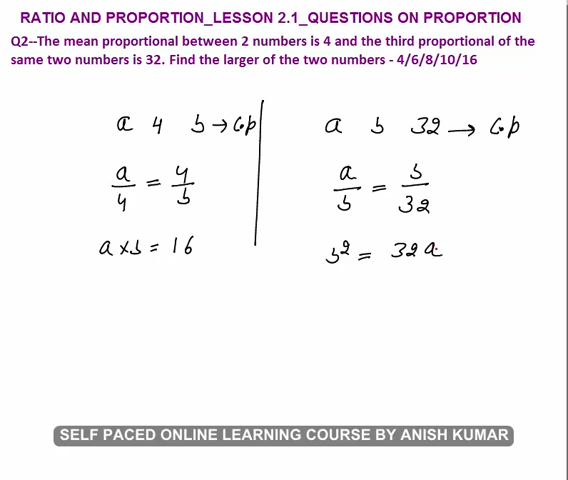 RATIO AND PROPORTION_LESSON 2.1_QUESTIONS ON PROPORTION
Q2--The mean proportional between 2 numbers is 4 and the third proportional of the
same two numbers is 32. Find the larger of the two numbers - 4/6/8/10/16
a 4 b → Gp
a/4 = 4/b
a × b = 16
a b 32 → Gp
a/b = b/32
b² = 32a
SELF PACED ONLINE LEARNING COURSE BY ANISH KUMAR